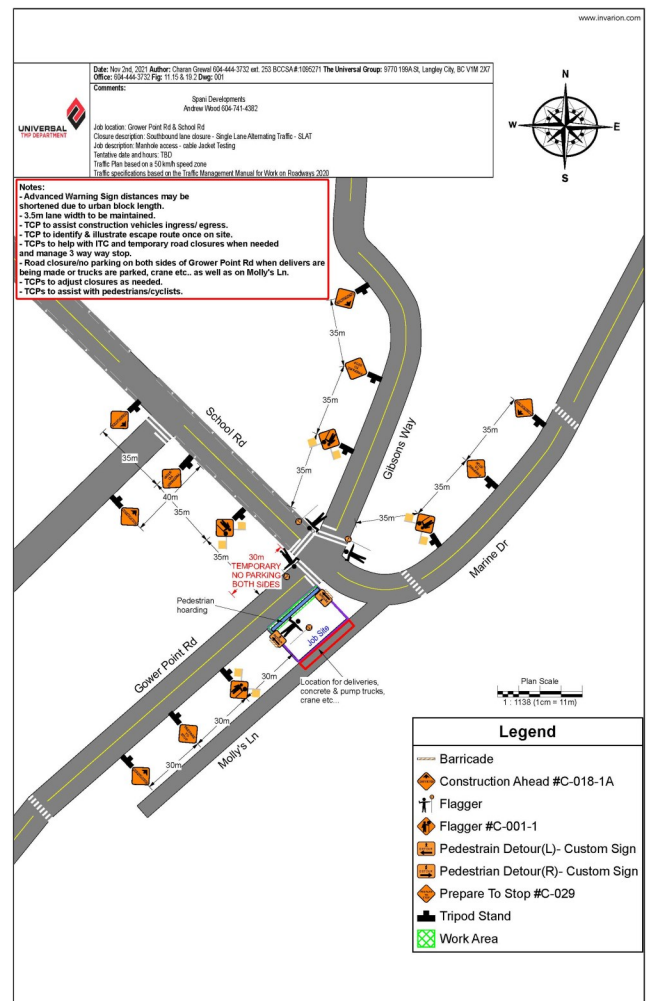 www.invarion.com
Date: Nov 2nd, 2021 Author: Charan Grewal 604-444-3732 ext. 253 BCCSA#:1095271 The Universal Group: 9770 199A St, Langley City, BC V1M 2X7
Office: 604-444-3732 Fig: 11.15 & 19.2 Dwg: 001
Comments:
Spani Developments
Andrew Wood 604-741-4382
Job location: Grower Point Rd & School Rd
Closure description: Southbound lane closure - Single Lane Alternating Traffic - SLAT
Job description: Manhole access - cable Jacket Testing
Tentative date and hours: TBD
Traffic Plan based on a 50 km/h speed zone
Traffic specifications based on the Traffic Management Manual for Work on Roadways 2020
UNIVERSAL
TMP DEPARTMENT
N
W
E
S
Notes:
- Advanced Warning Sign distances may be
shortened due to urban block length.
- 3.5m lane width to be maintained.
- TCP to assist construction vehicles ingress/ egress.
- TCP to identify & illustrate escape route once on site.
- TCPs to help with ITC and temporary road closures when needed
and manage 3 way way stop.
- Road closure/no parking on both sides of Grower Point Rd when delivers are
being made or trucks are parked, crane etc.. as well as on Molly's Ln.
- TCPs to adjust closures as needed.
- TCPs to assist with pedestrians/cyclists.
35m
35m
35m
School Rd
Gibsons Way
35m
35m
35m
Marine Dr
35m
40m
35m
35m
30m
TEMPORARY
NO PARKING
BOTH SiDES
Pedestrian
hoarding
Job Site
Gower Point Rd
30m
30m
30m
Molly's Ln
Location for deliveries,
concrete & pump trucks,
crane etc...
Plan Scale
1 : 1138 (1cm = 11m)
Legend
Barricade
Construction Ahead #C-018-1A
Flagger
Flagger #C-001-1
Pedestrain Detour(L)- Custom Sign
Pedestrian Detour(R)- Custom Sign
Prepare To Stop #C-029
Tripod Stand
Work Area